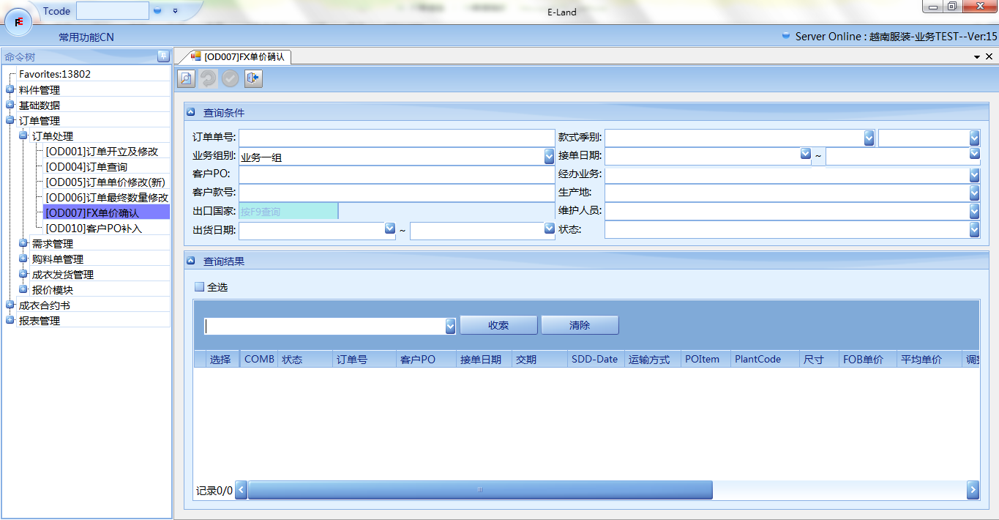 E-Land
Tcode
常用功能CN
Server Online : 越南服装-业务TEST--Ver:15
命令树
Favorites:13802
料件管理
基础数据
订单管理
订单处理
[OD001]订单开立及修改
[OD004]订单查询
[OD005]订单单价修改(新)
[OD006]订单最终数量修改
[OD007]FX单价确认
[OD010]客户PO补入
需求管理
购料单管理
成衣发货管理
报价模块
成衣合约书
报表管理
[OD007]FX单价确认
查询条件
订单单号: 款式季别:
业务组别: 业务一组 接单日期: ~
客户PO: 经办业务:
客户款号: 生产地:
出口国家: 按F9查询 维护人员:
出货日期: ~ 状态:
查询结果
全选
收索 清除
选择 COMB 状态 订单号 客户PO 接单日期 交期 SDD-Date 运输方式 POItem PlantCode 尺寸 FOB单价 平均单价 调
记录0/0